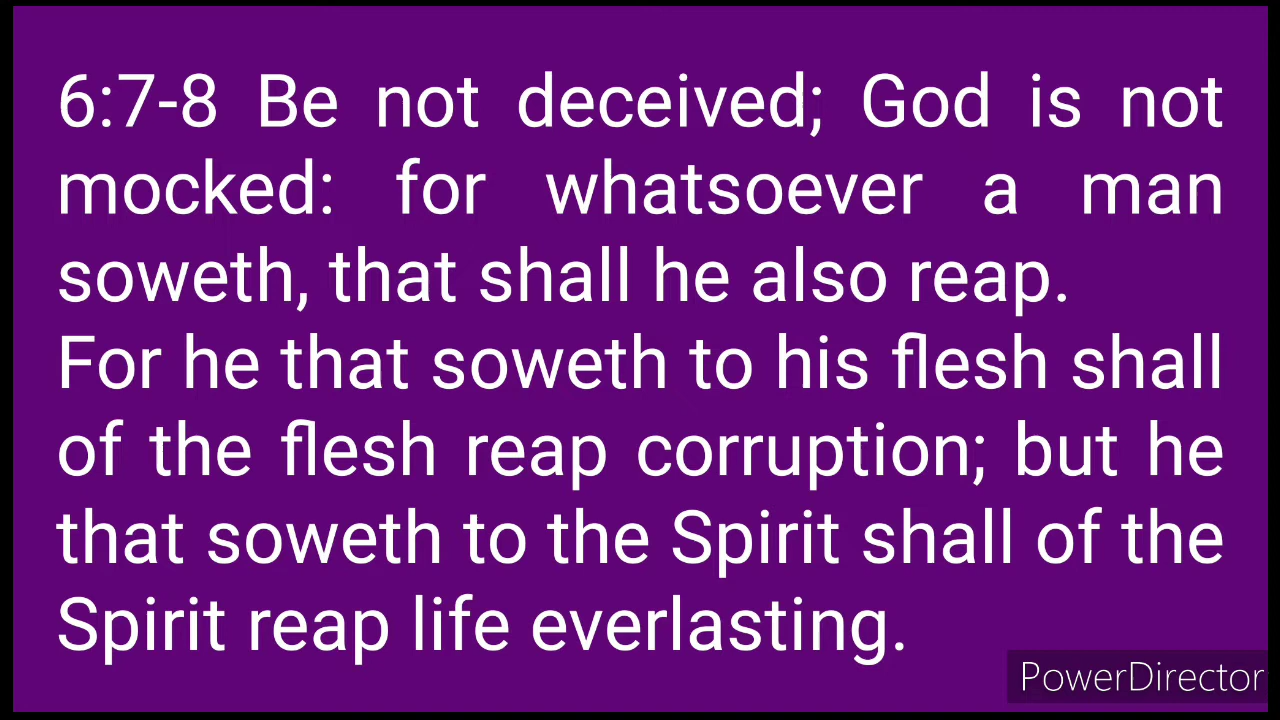 6:7-8 Be not deceived; God is not
mocked: for whatsoever a man
soweth, that shall he also reap.
For he that soweth to his flesh shall
of the flesh reap corruption; but he
that soweth to the Spirit shall of the
Spirit reap life everlasting.
PowerDirector